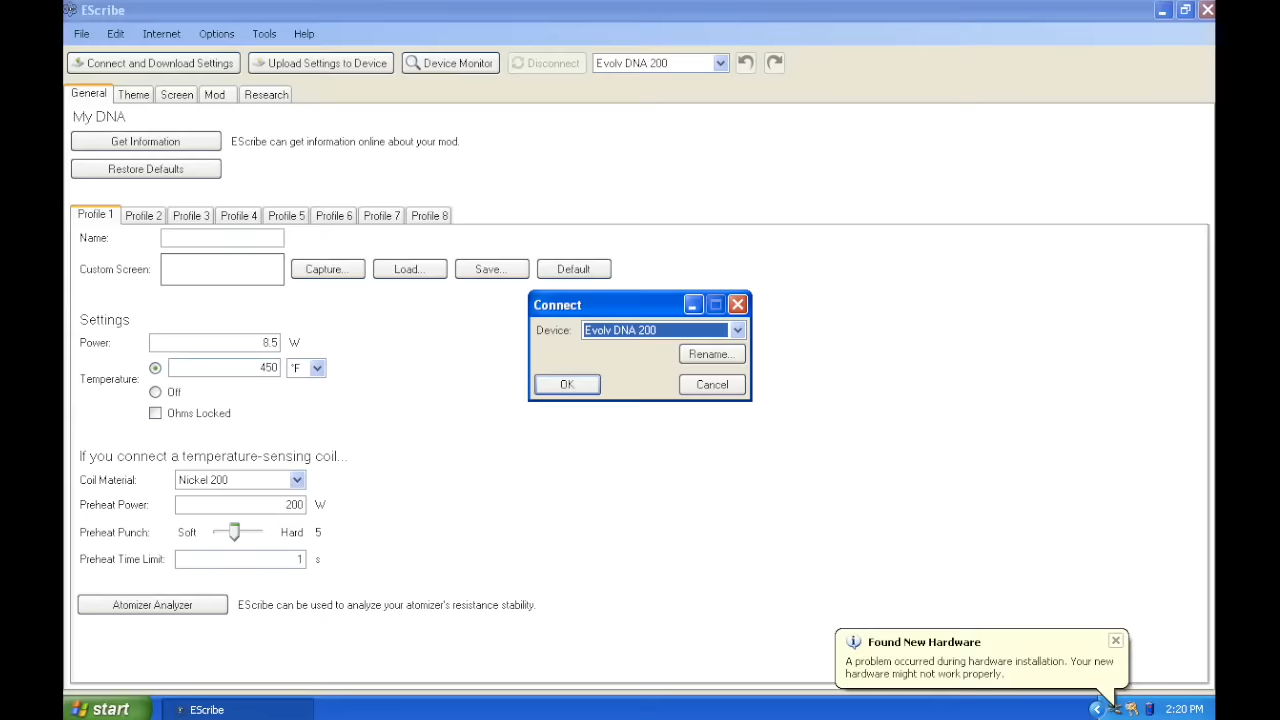 EScribe
File Edit Internet Options Tools Help
Connect and Download Settings Upload Settings to Device Device Monitor Disconnect Evolv DNA 200
General Theme Screen Mod Research
My DNA
Get Information EScribe can get information online about your mod.
Restore Defaults
Profile 1 Profile 2 Profile 3 Profile 4 Profile 5 Profile 6 Profile 7 Profile 8
Name:
Custom Screen: Capture... Load... Save... Default
Connect
Device: Evolv DNA 200
Rename...
OK Cancel
Settings
Power: 8.5 W
Temperature: 450 °F
Off
Ohms Locked
If you connect a temperature-sensing coil...
Coil Material: Nickel 200
Preheat Power: 200 W
Preheat Punch: Soft Hard 5
Preheat Time Limit: 1 s
Atomizer Analyzer EScribe can be used to analyze your atomizer's resistance stability.
Found New Hardware
A problem occurred during hardware installation. Your new
hardware might not work properly.
start EScribe 2:20 PM